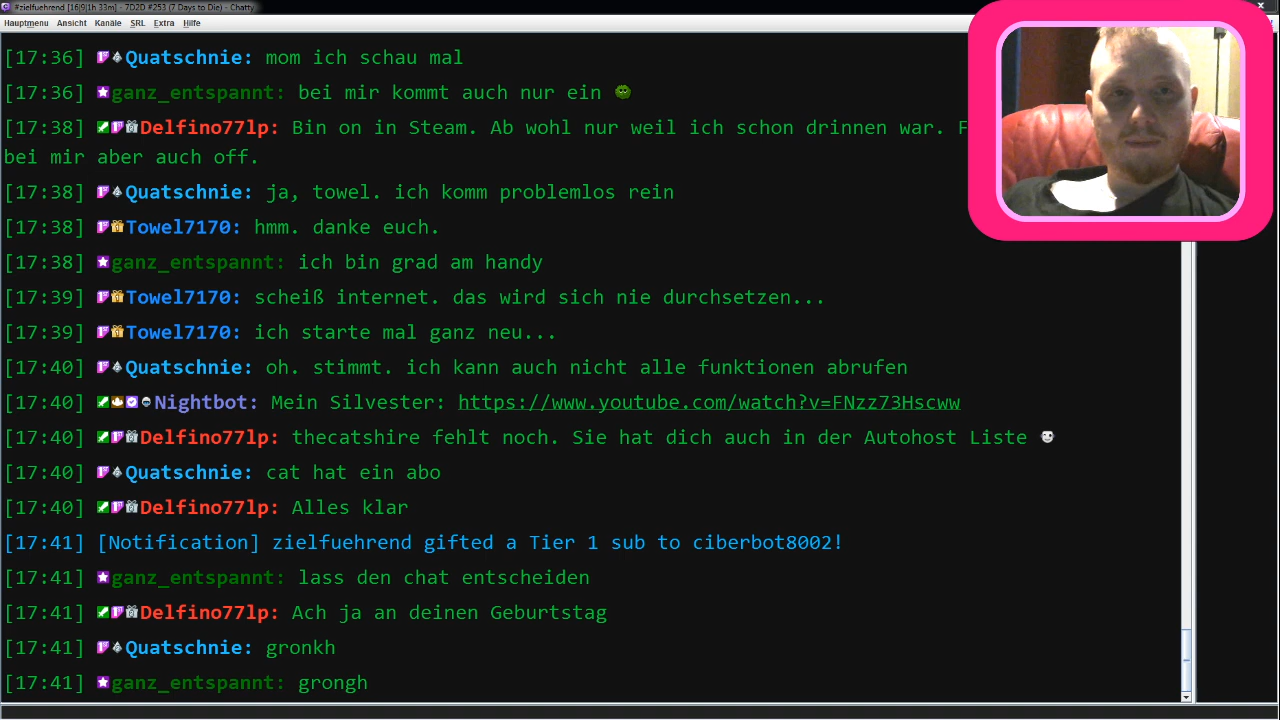 #zielfuehrend [16|9|1h 33m] - 7D2D #253 (7 Days to Die) - Chatty
Hauptmenu Ansicht Kanäle SRL Extra Hilfe
[17:36] Quatschnie: mom ich schau mal
[17:36] ganz_entspannt: bei mir kommt auch nur ein
[17:38] Delfino77lp: Bin on in Steam. Ab wohl nur weil ich schon drinnen war. F
bei mir aber auch off.
[17:38] Quatschnie: ja, towel. ich komm problemlos rein
[17:38] Towel7170: hmm. danke euch.
[17:38] ganz_entspannt: ich bin grad am handy
[17:39] Towel7170: scheiß internet. das wird sich nie durchsetzen...
[17:39] Towel7170: ich starte mal ganz neu...
[17:40] Quatschnie: oh. stimmt. ich kann auch nicht alle funktionen abrufen
[17:40] Nightbot: Mein Silvester: https://www.youtube.com/watch?v=FNzz73Hscww
[17:40] Delfino77lp: thecatshire fehlt noch. Sie hat dich auch in der Autohost Liste
[17:40] Quatschnie: cat hat ein abo
[17:40] Delfino77lp: Alles klar
[17:41] [Notification] zielfuehrend gifted a Tier 1 sub to ciberbot8002!
[17:41] ganz_entspannt: lass den chat entscheiden
[17:41] Delfino77lp: Ach ja an deinen Geburtstag
[17:41] Quatschnie: gronkh
[17:41] ganz_entspannt: grongh